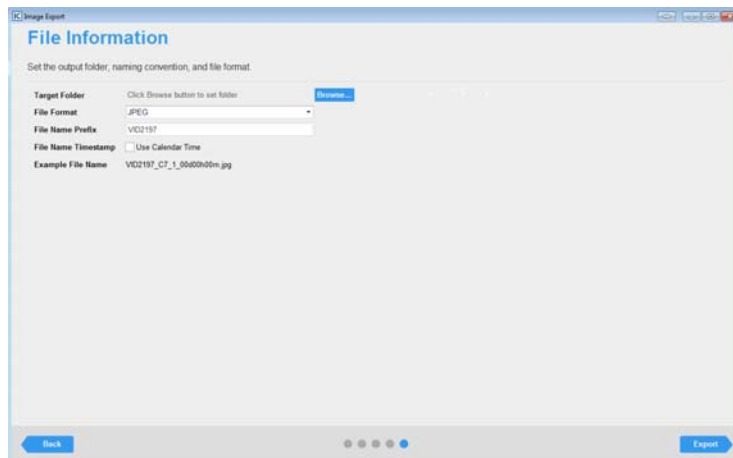 Image Export
File Information
Set the output folder, naming convention, and file format.
Target Folder Click Browse button to set folder Browse...
File Format JPEG
File Name Prefix VID2197
File Name Timestamp Use Calendar Time
Example File Name VID2197_C7_1_00d00h00m.jpg
Back Export